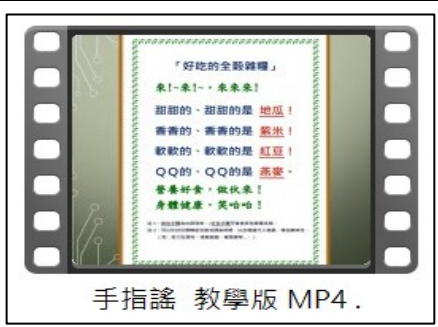 「好吃的全穀雜糧」
來!~來!~，來來來!
甜甜的、甜甜的是 地瓜！
香香的、香香的是 紫米！
軟軟的、軟軟的是 紅豆！
QQ的、QQ的是 燕麥。
營養好食，做伙來！
身體健康，笑哈哈！
手指謠 教學版 MP4 .